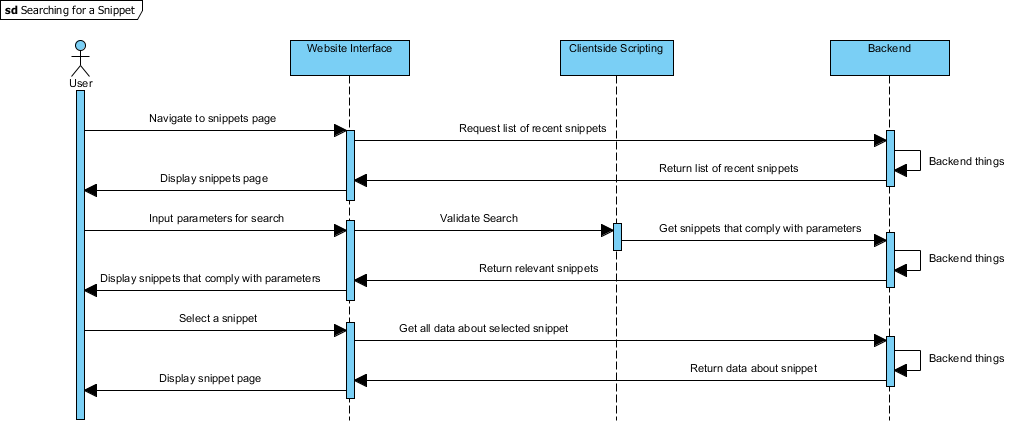 sd Searching for a Snippet
User
Website Interface
Clientside Scripting
Backend
Navigate to snippets page
Request list of recent snippets
Backend things
Return list of recent snippets
Display snippets page
Input parameters for search
Validate Search
Get snippets that comply with parameters
Backend things
Return relevant snippets
Display snippets that comply with parameters
Select a snippet
Get all data about selected snippet
Backend things
Return data about snippet
Display snippet page